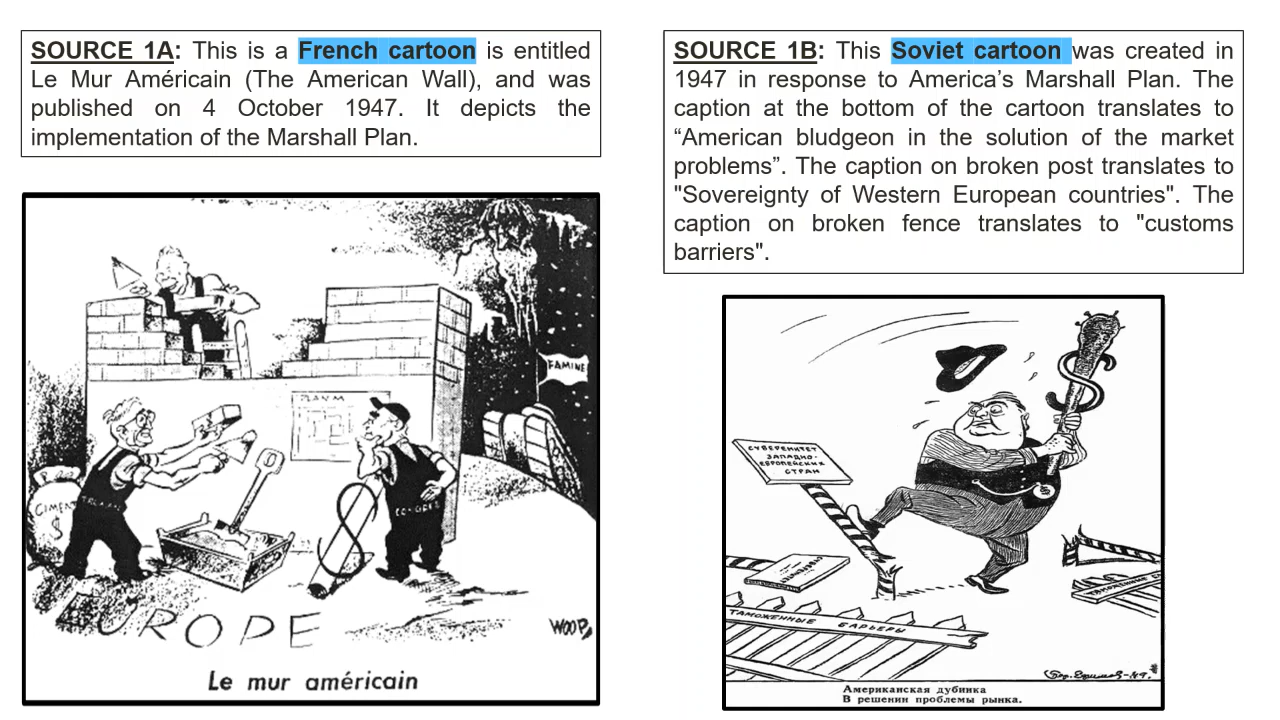 SOURCE 1A: This is a French cartoon is entitled
Le Mur Américain (The American Wall), and was
published on 4 October 1947. It depicts the
implementation of the Marshall Plan.
FAMINE
PLAN M
CIMENT
$
TRUMAN
CONGRES
$
EUROPE
WOOP
Le mur américain
SOURCE 1B: This Soviet cartoon was created in
1947 in response to America’s Marshall Plan. The
caption at the bottom of the cartoon translates to
“American bludgeon in the solution of the market
problems”. The caption on broken post translates to
"Sovereignty of Western European countries". The
caption on broken fence translates to "customs
barriers".
$
СУВЕРЕНИТЕТ
ЗАПАДНО-
ЕВРОПЕЙСКИХ
СТРАН
ТАМОЖЕННЫЕ БАРЬЕРЫ
Американская дубинка
В решении проблемы рынка.